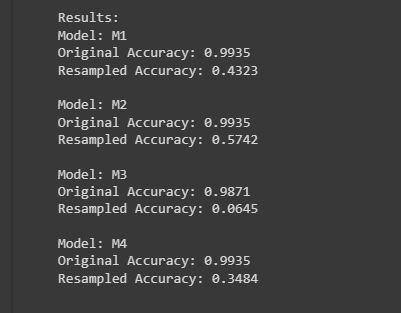 Results:
Model: M1
Original Accuracy: 0.9935
Resampled Accuracy: 0.4323
Model: M2
Original Accuracy: 0.9935
Resampled Accuracy: 0.5742
Model: M3
Original Accuracy: 0.9871
Resampled Accuracy: 0.0645
Model: M4
Original Accuracy: 0.9935
Resampled Accuracy: 0.3484